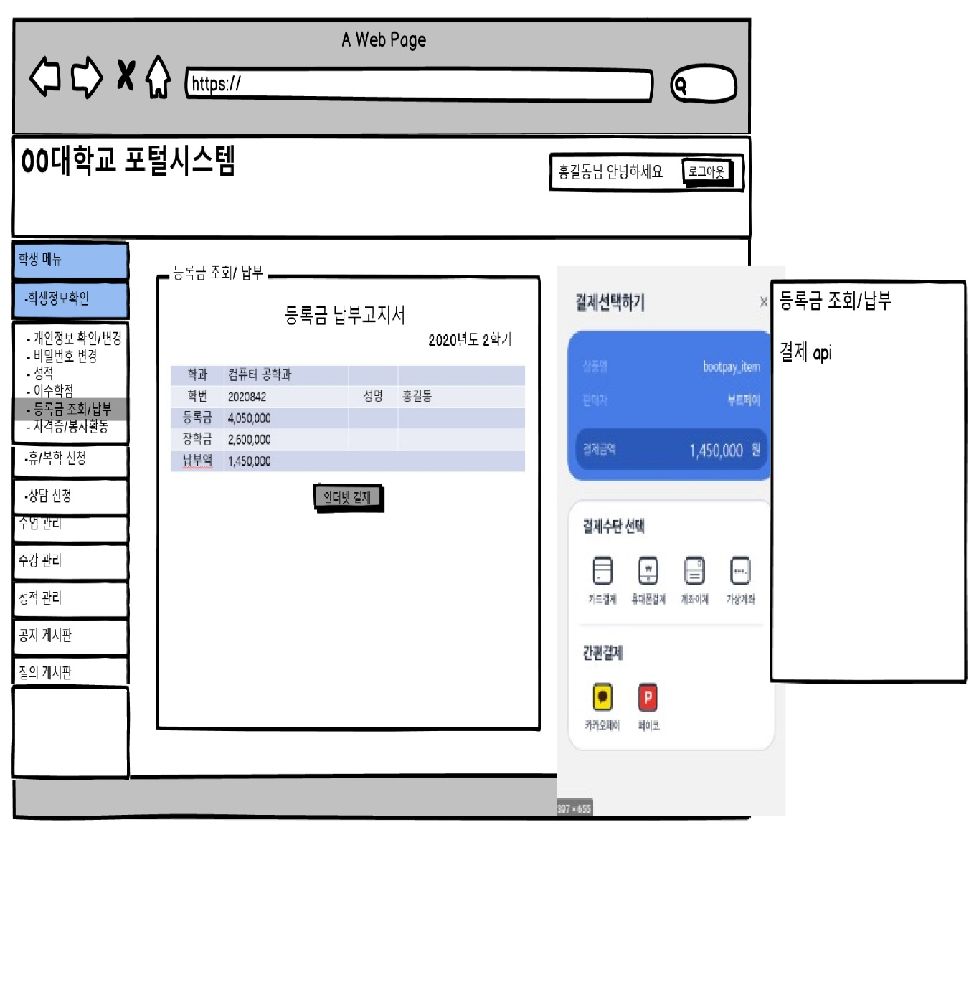 A Web Page
https://
00대학교 포털시스템
홍길동님 안녕하세요
로그아웃
학생 메뉴
-학생정보확인
- 개인정보 확인/변경
- 비밀번호 변경
- 성적
- 이수학점
- 등록금 조회/납부
- 자격증/봉사활동
-휴/복학 신청
-상담 신청
수업 관리
수강 관리
성적 관리
공지 게시판
질의 게시판
등록금 조회/ 납부
등록금 납부고지서
2020년도 2학기
학과 컴퓨터 공학과
학번 2020842 성명 홍길동
등록금 4,050,000
장학금 2,600,000
납부액 1,450,000
인터넷 결제
결제선택하기 X
상품명 bootpay_item
판매자 부트페이
결제금액 1,450,000 원
결제수단 선택
카드결제 휴대폰결제 계좌이체 가상계좌
간편결제
P
카카오페이 페이코
397 × 655
등록금 조회/납부
결제 api